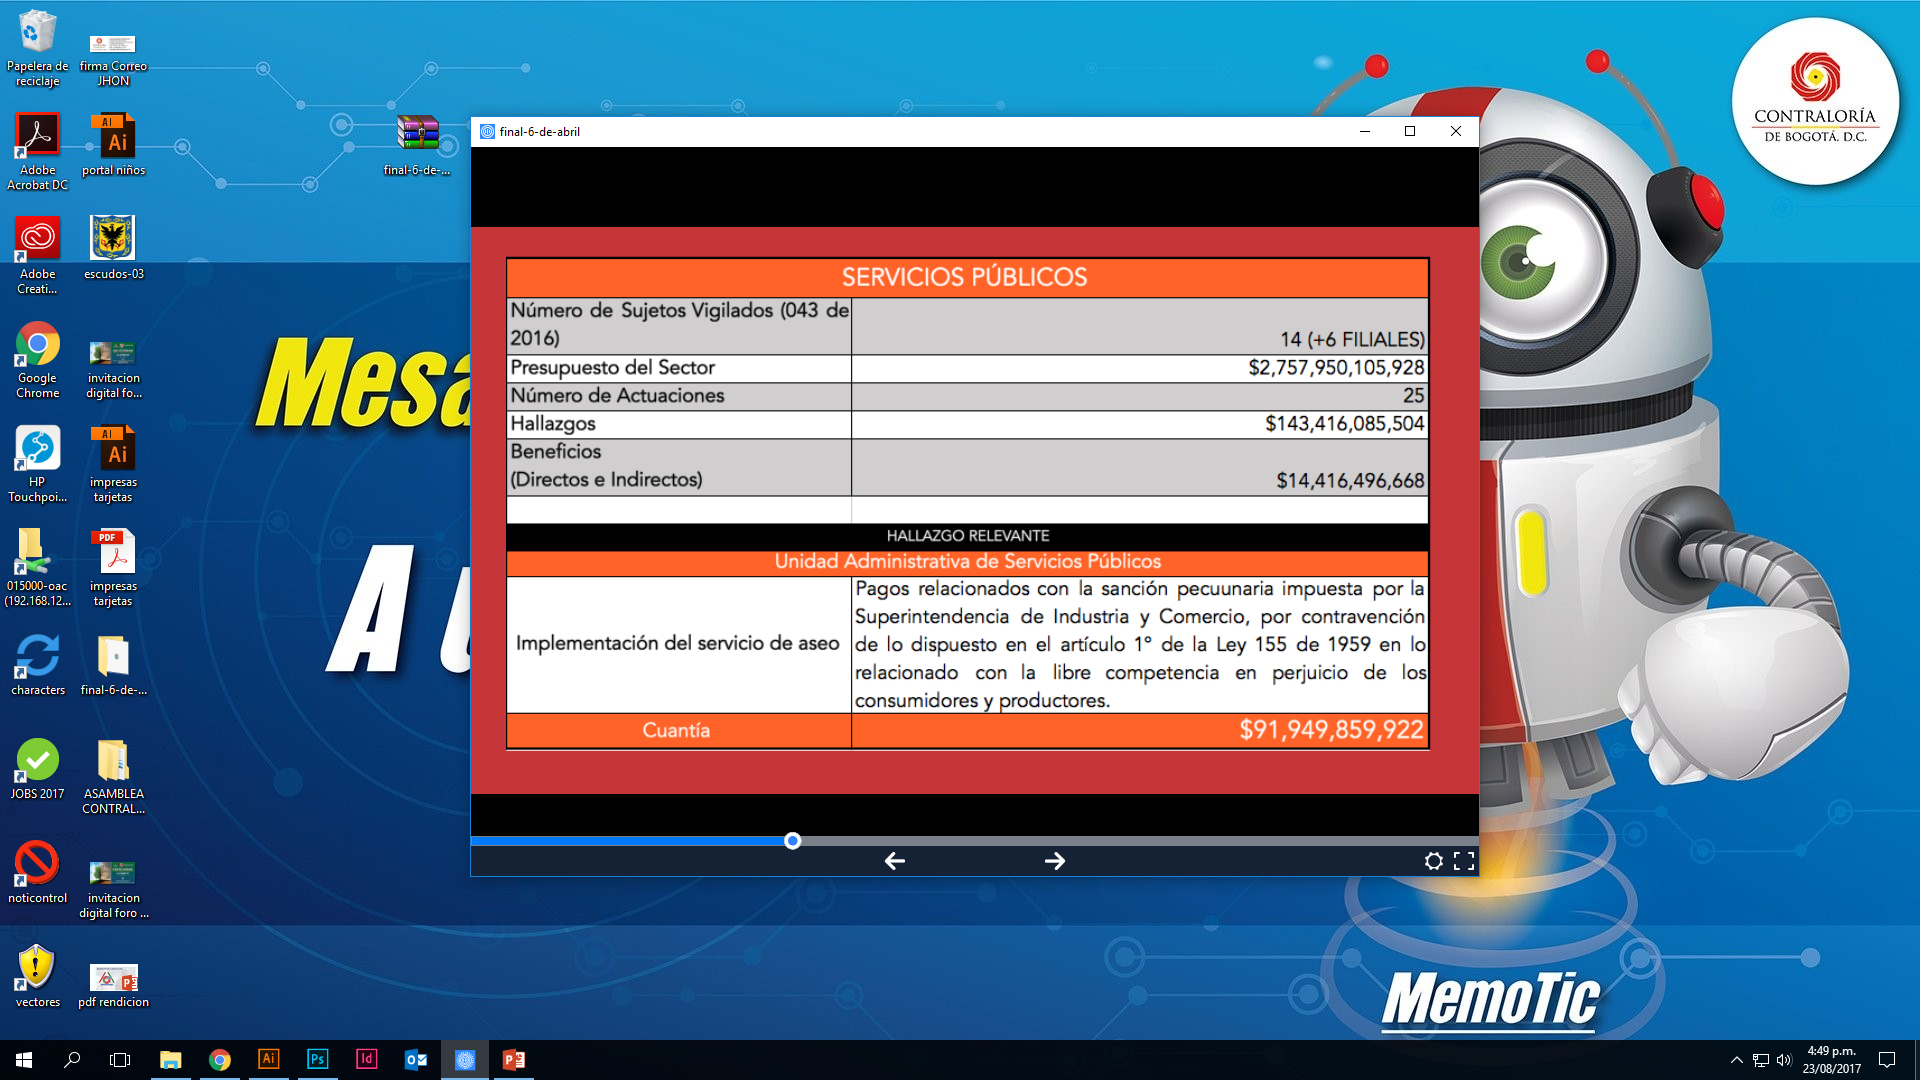 Papelera de
reciclaje
firma Correo
JHON
Adobe
Acrobat DC
portal niños
Adobe
Creati...
escudos-03
Google
Chrome
invitacion
digital fo...
HP
Touchpoi...
impresas
tarjetas
015000-oac
(192.168.12...
PDF
impresas
tarjetas
characters
final-6-de-...
JOBS 2017
ASAMBLEA
CONTRAL...
noticontrol
invitacion
digital foro ...
vectores
pdf rendicion
final-6-de-...
Mesa
A
CONTRALORÍA
DE BOGOTÁ, D.C.
final-6-de-abril
SERVICIOS PÚBLICOS
Número de Sujetos Vigilados (043 de
2016)
14 (+6 FILIALES)
Presupuesto del Sector
$2,757,950,105,928
Número de Actuaciones
25
Hallazgos
$143,416,085,504
Beneficios
(Directos e Indirectos)
$14,416,496,668
HALLAZGO RELEVANTE
Unidad Administrativa de Servicios Públicos
Implementación del servicio de aseo
Pagos relacionados con la sanción pecuunaria impuesta por la
Superintendencia de Industria y Comercio, por contravención
de lo dispuesto en el artículo 1° de la Ley 155 de 1959 en lo
relacionado con la libre competencia en perjuicio de los
consumidores y productores.
Cuantía
$91,949,859,922
MemoTic
Ai
Ps
Id
4:49 p.m.
23/08/2017